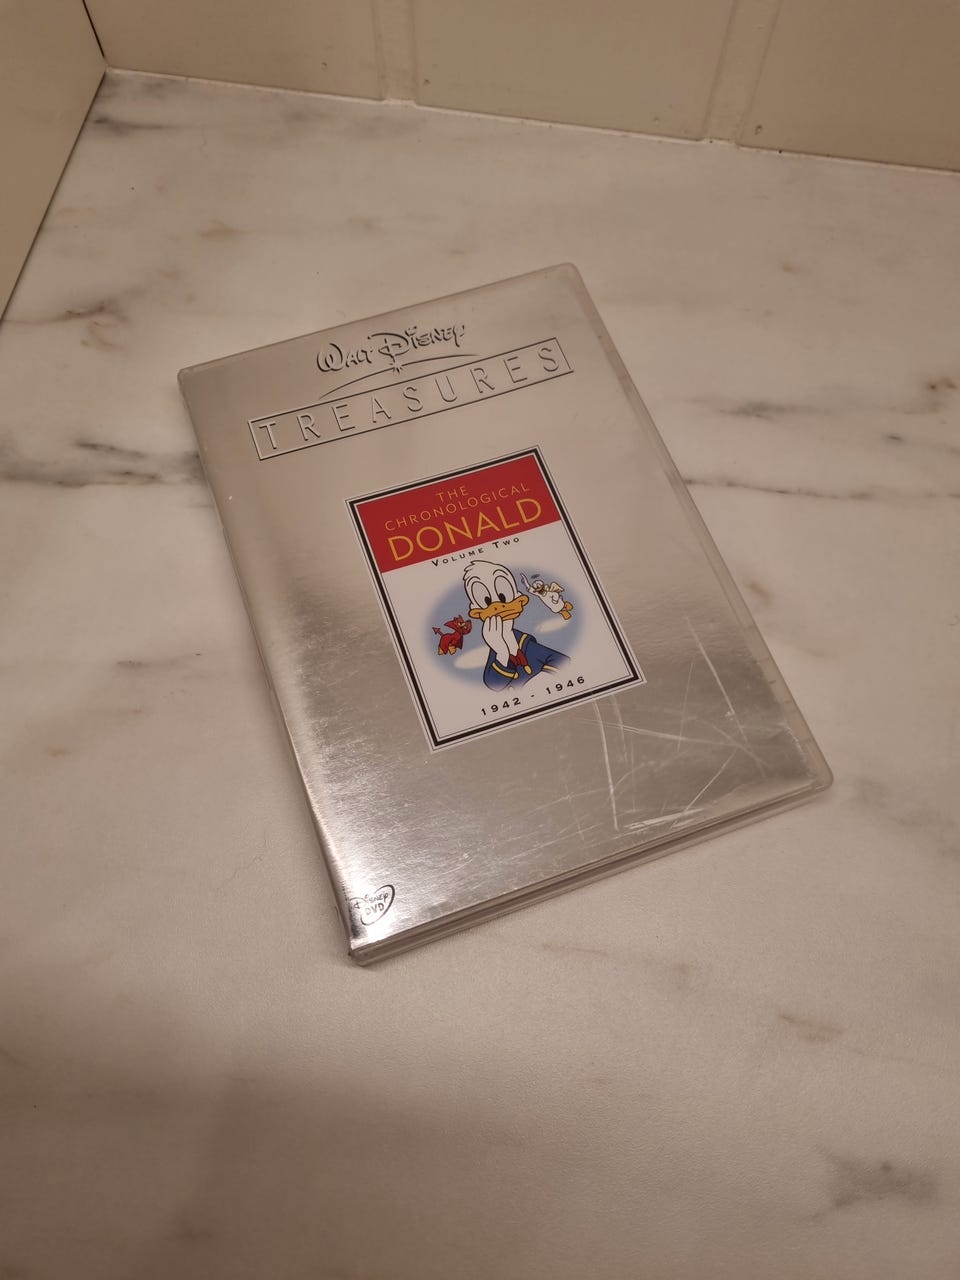 WALT DISNEY
TREASURES
THE
CHRONOLOGICAL
DONALD
VOLUME TWO
1942 - 1946
DISNEY
DVD